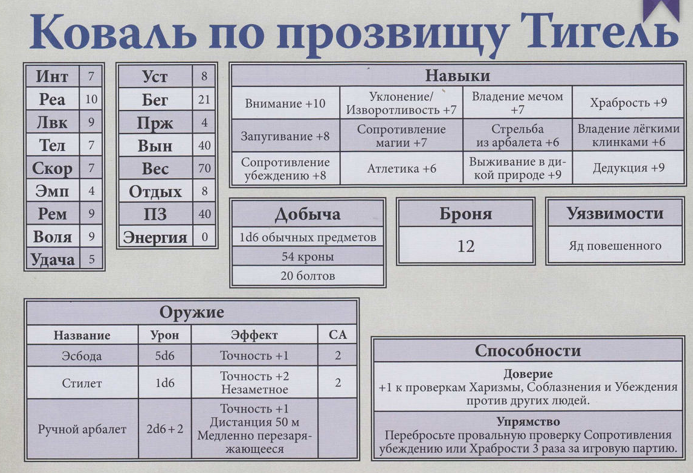 Коваль по прозвищу Тигель
Инт 7
Реа 10
Лвк 9
Тел 7
Скор 7
Эмп 4
Рем 9
Воля 9
Удача 5
Уст 8
Бег 21
Прж 4
Вын 40
Вес 70
Отдых 8
ПЗ 40
Энергия 0
Навыки
Внимание +10
Уклонение/
Изворотливость +7
Владение мечом
+7
Храбрость +9
Запугивание +8
Сопротивление
магии +7
Стрельба
из арбалета +6
Владение лёгкими
клинками +6
Сопротивление
убеждению +8
Атлетика +6
Выживание в ди-
кой природе +9
Дедукция +9
Добыча
1d6 обычных предметов
54 кроны
20 болтов
Броня
12
Уязвимости
Яд повешенного
Оружие
Название Урон Эффект СА
Эсбода 5d6 Точность +1 2
Стилет 1d6 Точность +2
Незаметное
2
Ручной арбалет 2d6+2 Точность +1
Дистанция 50 м
Медленно перезаря-
жающееся
Способности
Доверие
+1 к проверкам Харизмы, Соблазнения и Убеждения
против других людей.
Упрямство
Перебросьте провальную проверку Сопротивления
убеждению или Храбрости 3 раза за игровую партию.